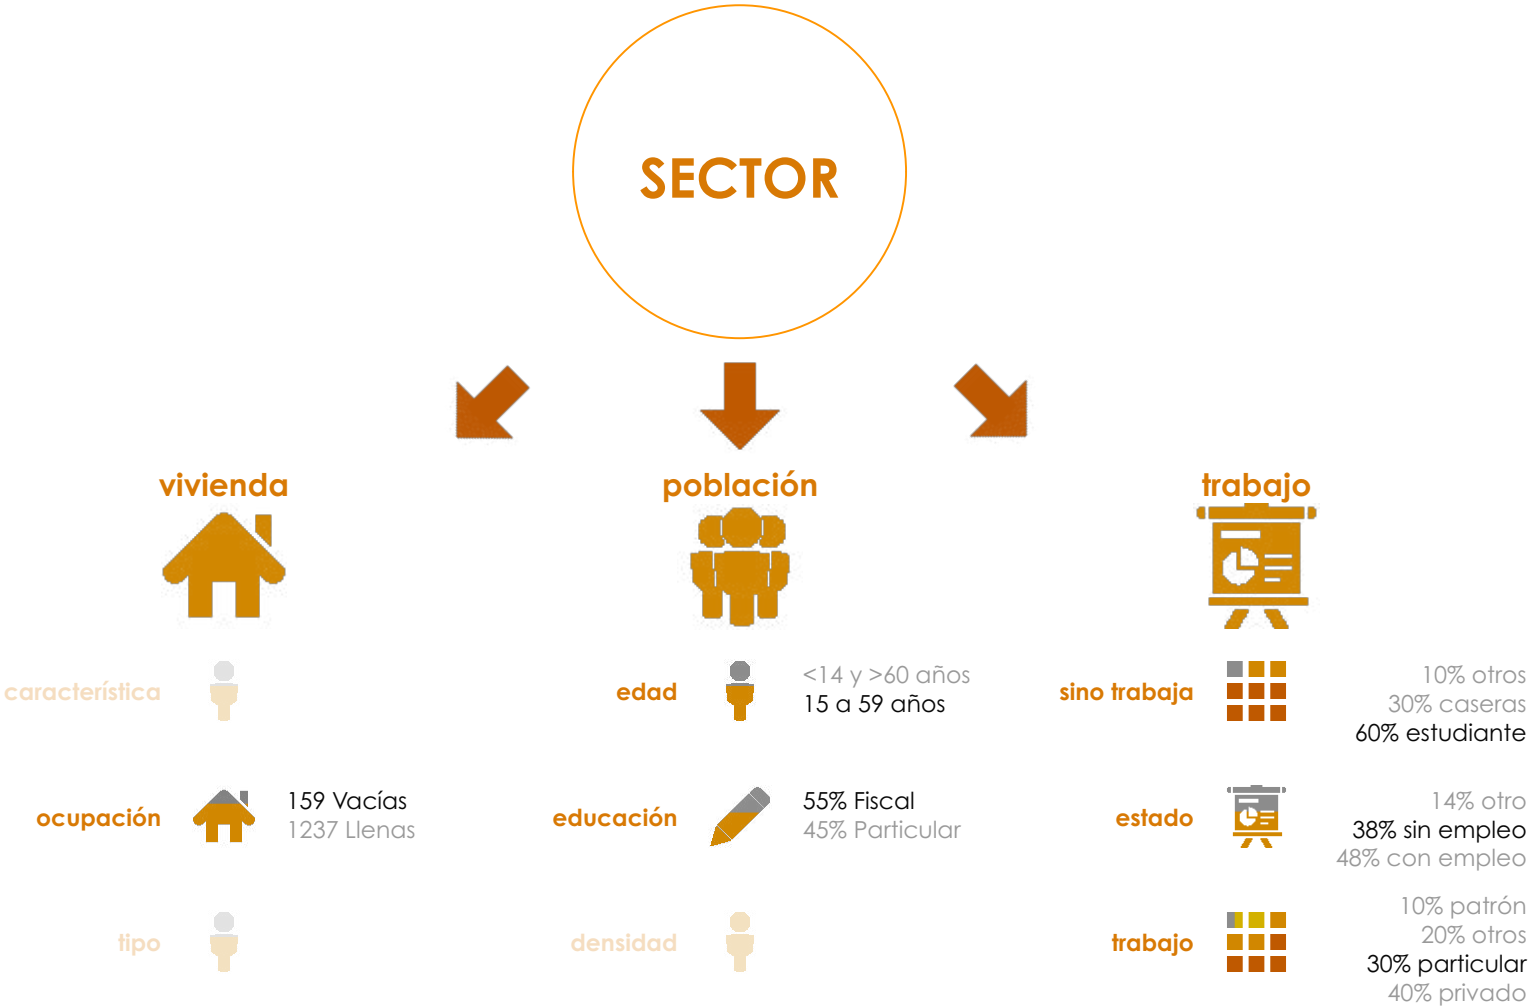 SECTOR
vivienda
característica
ocupación
159 Vacías
1237 Llenas
tipo
población
edad
<14 y >60 años
15 a 59 años
educación
55% Fiscal
45% Particular
densidad
trabajo
sino trabaja
10% otros
30% caseras
60% estudiante
estado
14% otro
38% sin empleo
48% con empleo
trabajo
10% patrón
20% otros
30% particular
40% privado